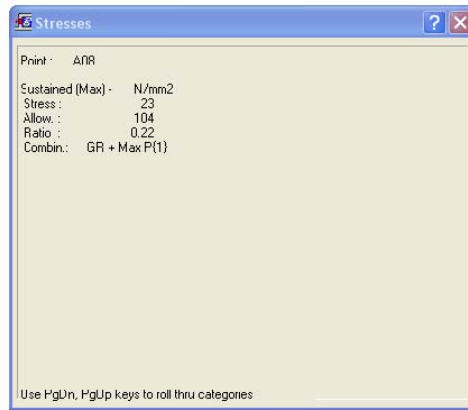 Stresses
Point : A08
Sustained (Max) - N/mm2
Stress : 23
Allow. : 104
Ratio : 0.22
Combin.: GR + Max P{1}
Use PgDn, PgUp keys to roll thru categories